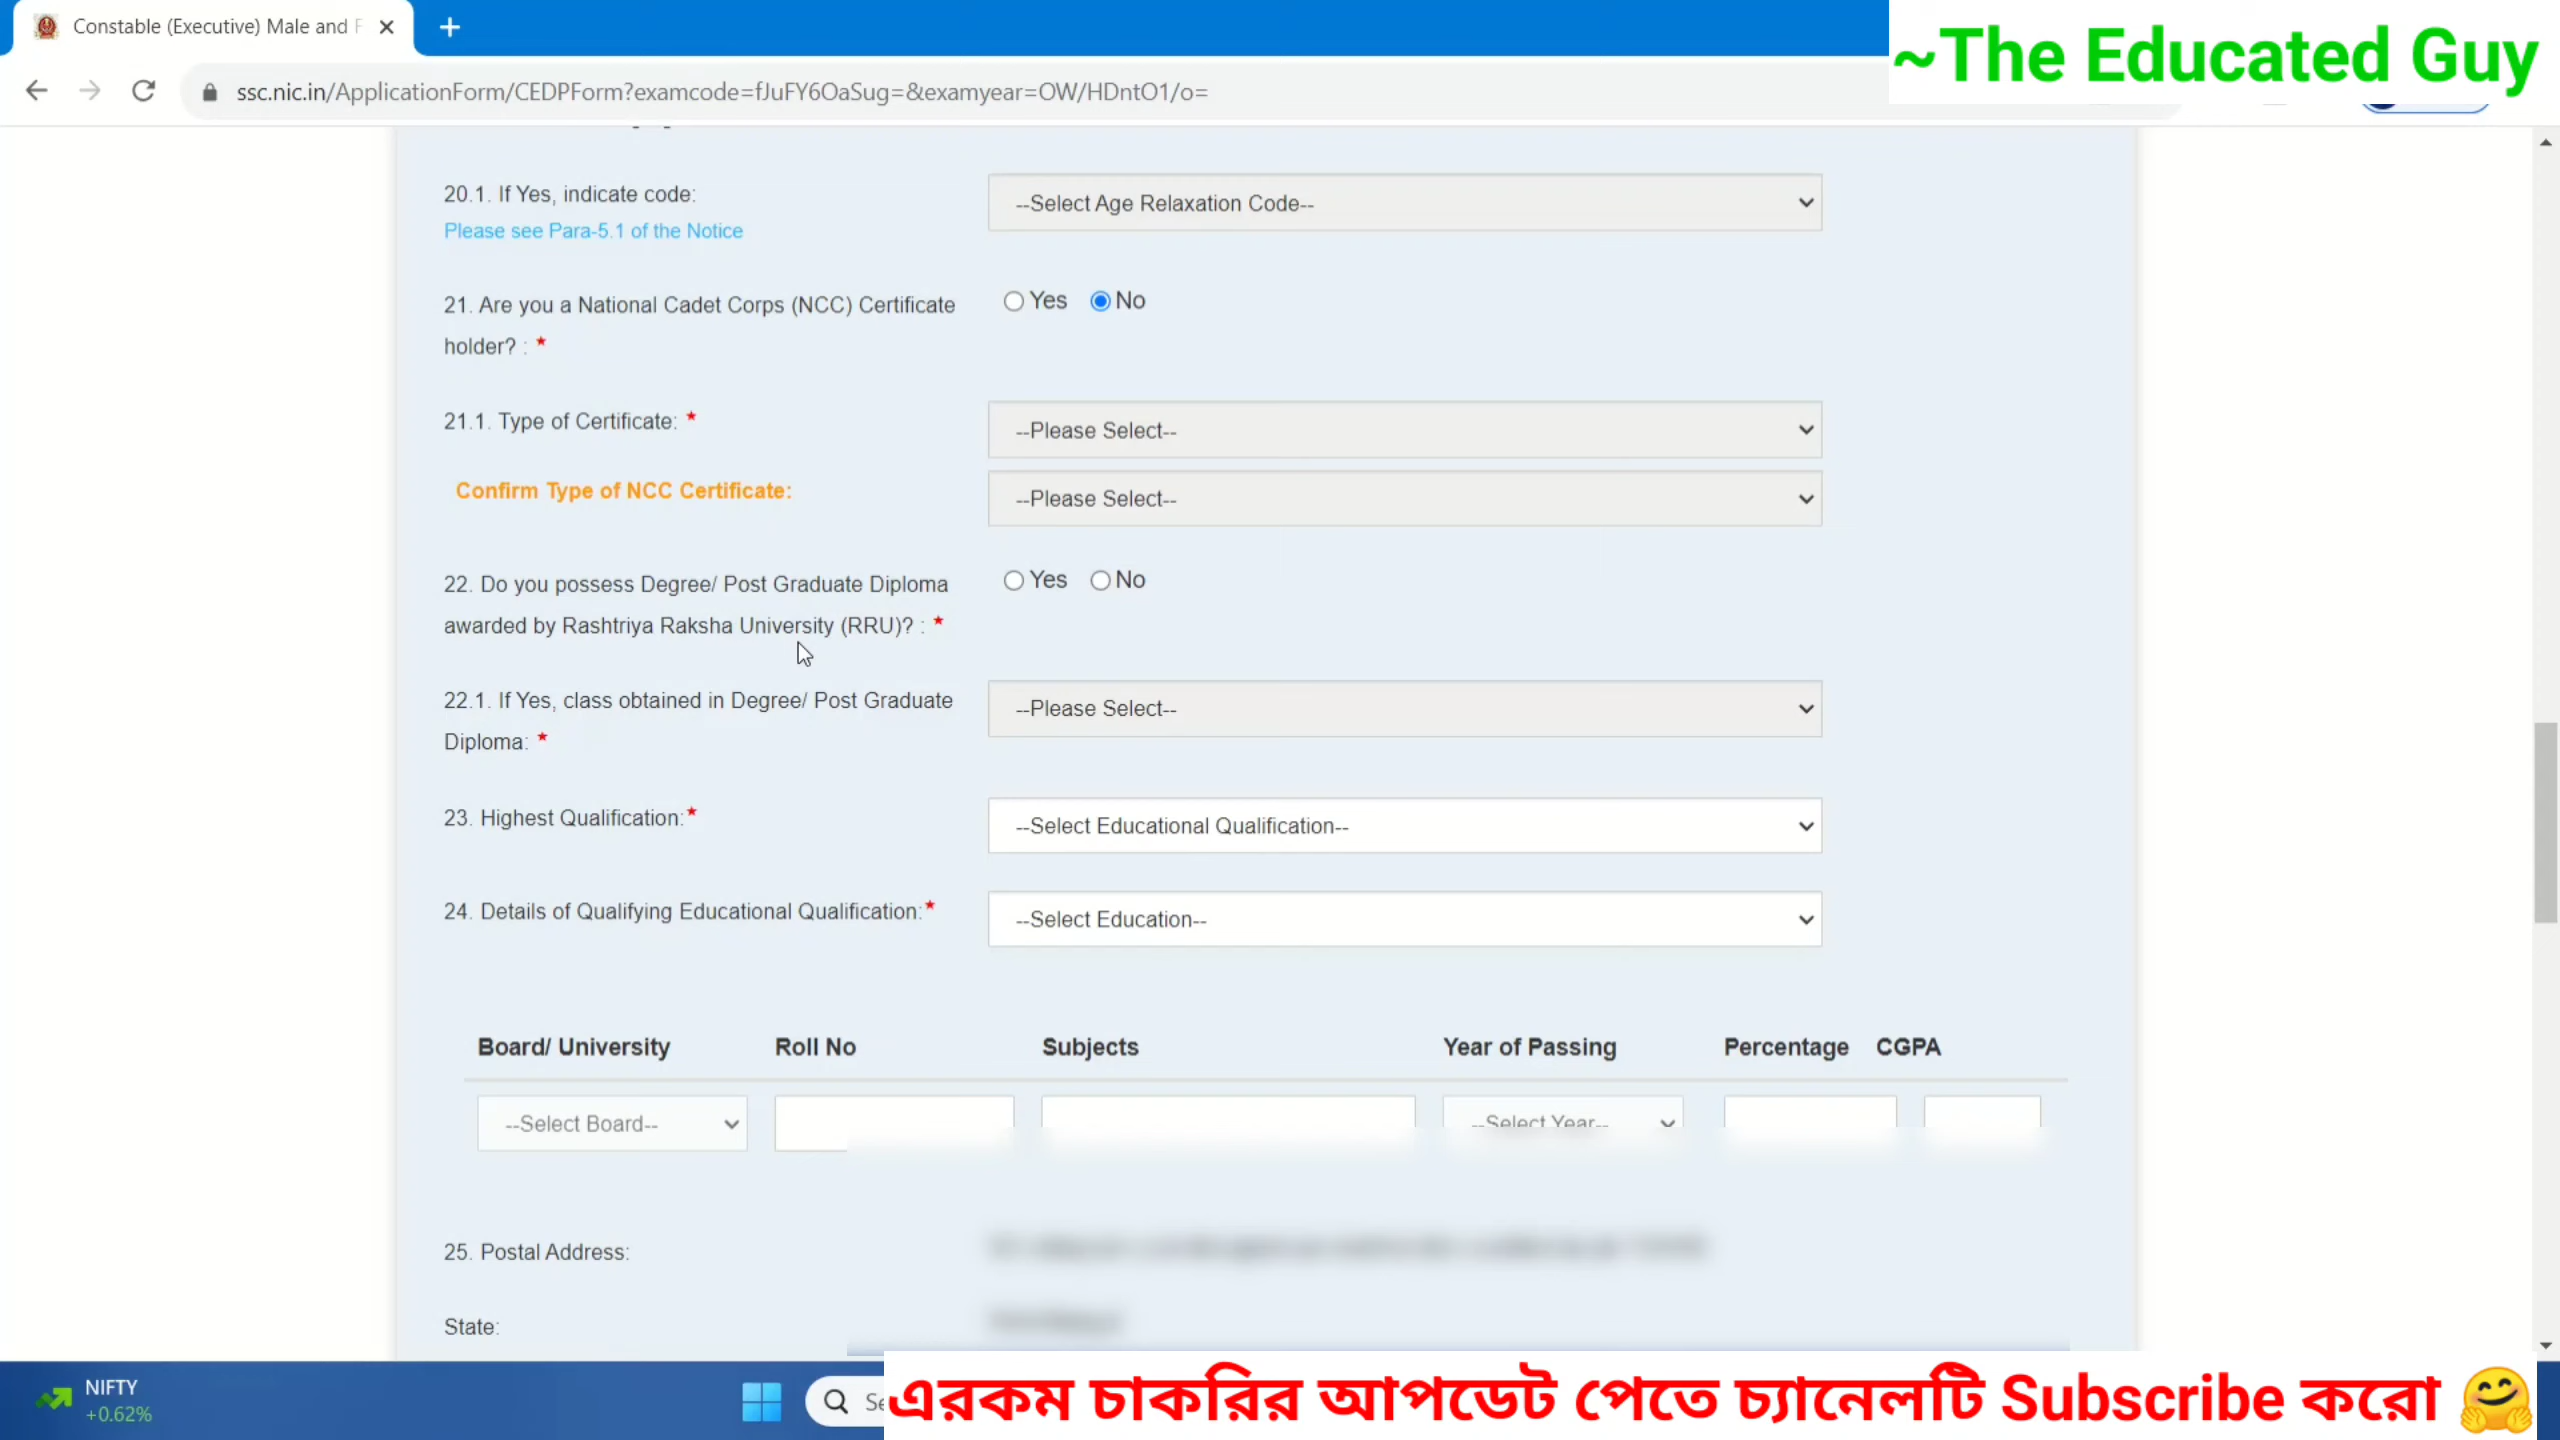 Constable (Executive) Male and F
~The Educated Guy
ssc.nic.in/ApplicationForm/CEDPForm?examcode=fJuFY6OaSug=&examyear=OW/HDntO1/o=
20.1. If Yes, indicate code:
--Select Age Relaxation Code--
Please see Para-5.1 of the Notice
21. Are you a National Cadet Corps (NCC) Certificate
holder? : *
Yes No
21.1. Type of Certificate: *
--Please Select--
Confirm Type of NCC Certificate:
--Please Select--
22. Do you possess Degree/ Post Graduate Diploma
awarded by Rashtriya Raksha University (RRU)? : *
Yes No
22.1. If Yes, class obtained in Degree/ Post Graduate
Diploma: *
--Please Select--
23. Highest Qualification:*
--Select Educational Qualification--
24. Details of Qualifying Educational Qualification:*
--Select Education--
Board/ University Roll No Subjects Year of Passing Percentage CGPA
--Select Board-- --Select Year--
25. Postal Address:
State:
NIFTY
+0.62%
এরকম চাকরির আপডেট পেতে চ্যানেলটি Subscribe করো